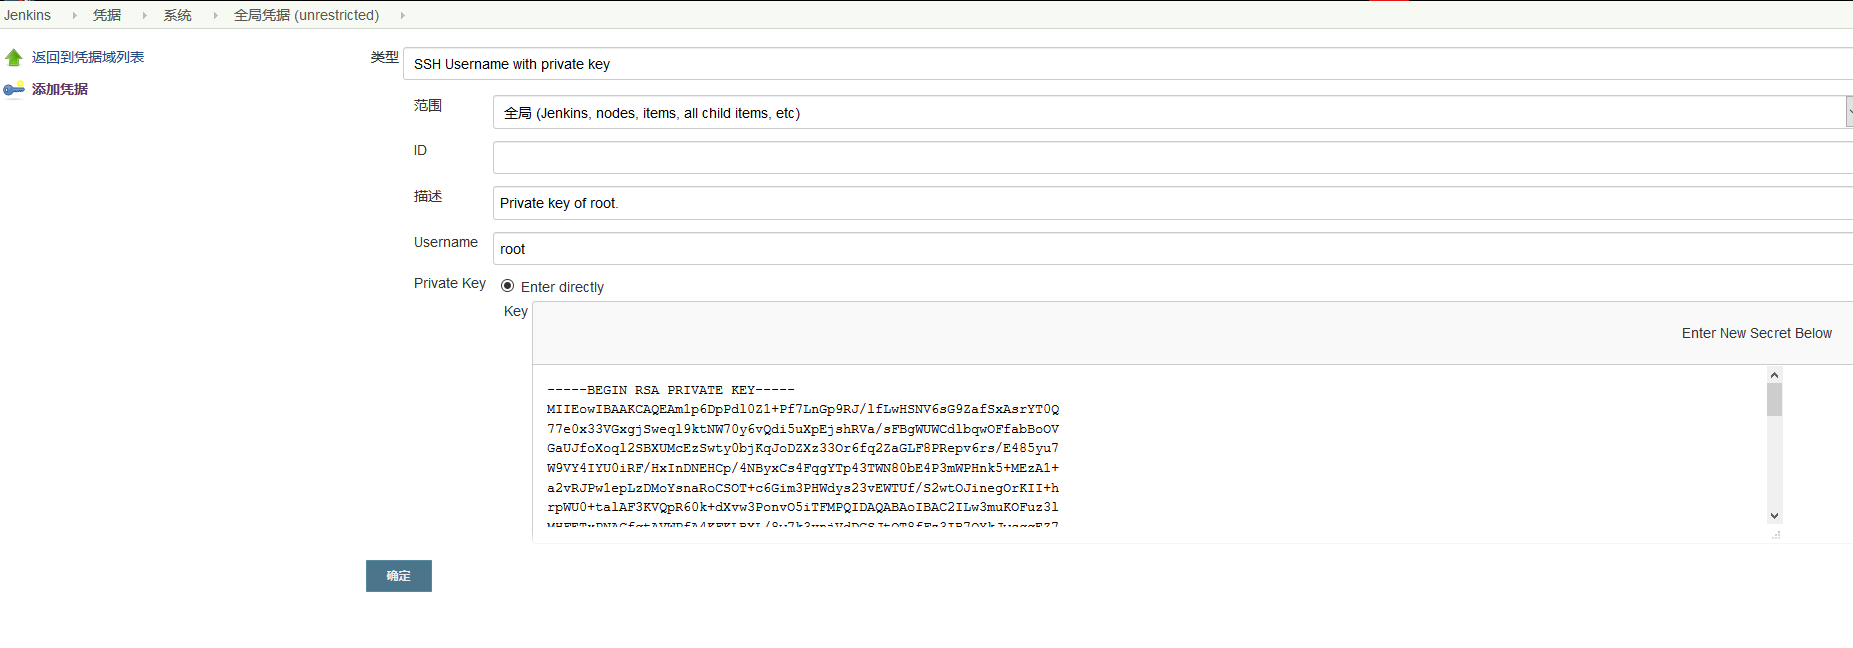 Jenkins 凭据 系统 全局凭据 (unrestricted)
返回到凭据域列表
添加凭据
类型 SSH Username with private key
范围 全局 (Jenkins, nodes, items, all child items, etc)
ID
描述 Private key of root.
Username root
Private Key Enter directly
Key
Enter New Secret Below
-----BEGIN RSA PRIVATE KEY-----
MIIEowIBAAKCAQEAm1p6DpPdl0Z1+Pf7LnGp9RJ/lfLwHSNV6sG9ZafSxAsrYT0Q
77e0x33VGxgjSweql9ktNW70y6vQdi5uXpEjshRVa/sFBgWUWCdlbqwOFfabBoOV
GaUJfoXoql2SBXUMcEzSwty0bjKqJoDZXz33Or6fq2ZaGLF8PRepv6rs/E485yu7
W9VY4IYU0iRF/HxInDNEHCp/4NByxCs4FqgYTp43TWN80bE4P3mWPHnk5+MEzA1+
a2vRJPw1epLzDMoYsnaRoCSOT+c6Gim3PHWdys23vEWTUf/S2wtOJinegOrKII+h
rpWU0+talAF3KVQpR60k+dXvw3PonvO5iTFMPQIDAQABAoIBAC2ILw3muKOFuz3l
确定